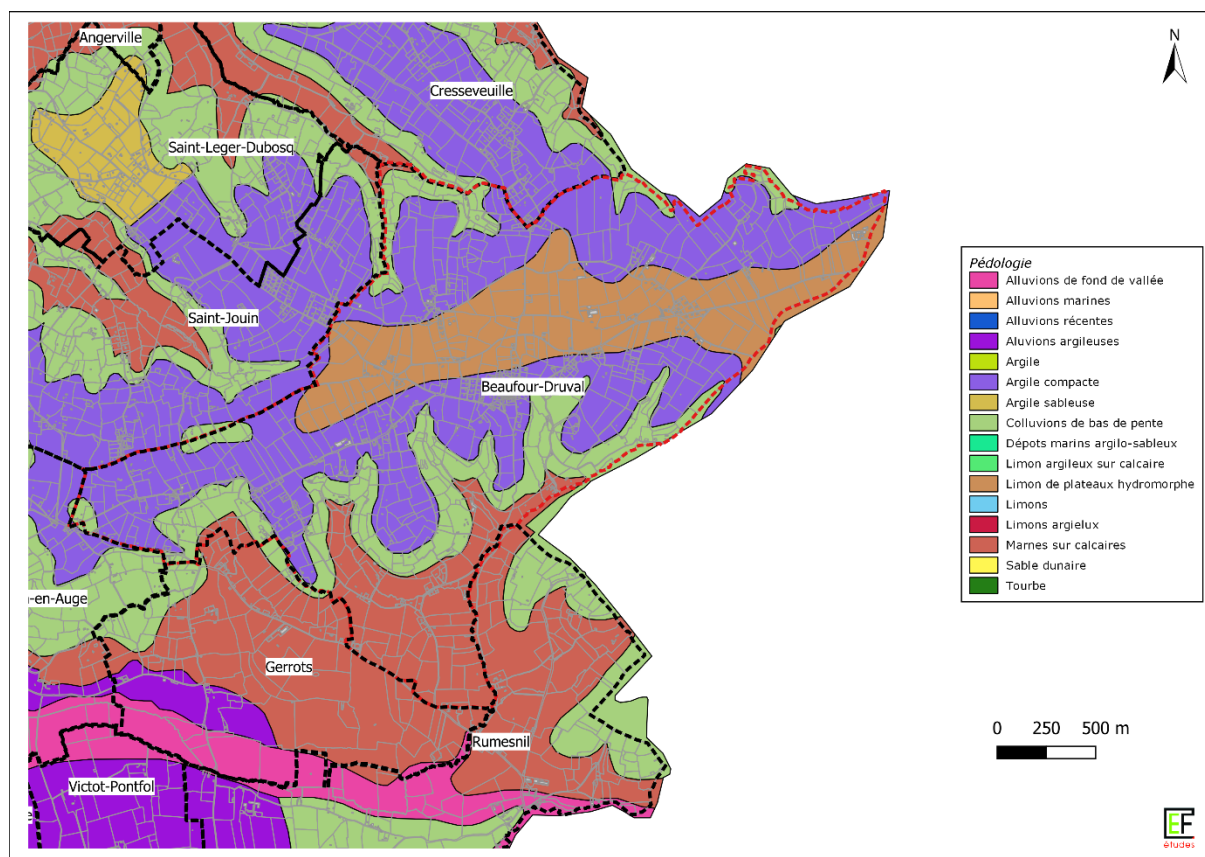 Angerville
N
Cresseveuille
Saint-Leger-Dubosq
Saint-Jouin
Beaufour-Druval
-en-Auge
Gerrots
Rumesnil
Victot-Pontfol
Pédologie
Alluvions de fond de vallée
Alluvions marines
Alluvions récentes
Aluvions argileuses
Argile
Argile compacte
Argile sableuse
Colluvions de bas de pente
Dépots marins argilo-sableux
Limon argileux sur calcaire
Limon de plateaux hydromorphe
Limons
Limons argielux
Marnes sur calcaires
Sable dunaire
Tourbe
0 250 500 m
EF
études